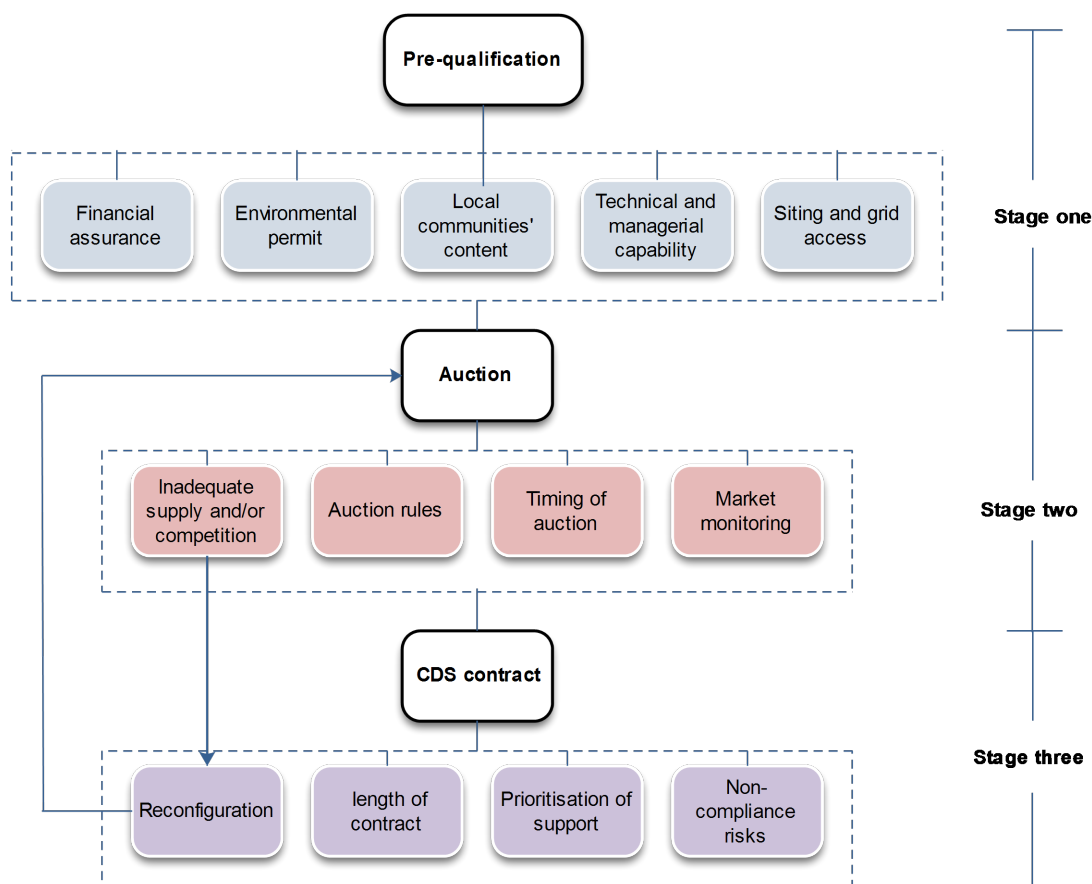 Pre-qualification
Financial
assurance
Environmental
permit
Local
communities'
content
Technical and
managerial
capability
Siting and grid
access
Stage one
Auction
Inadequate
supply and/or
competition
Auction rules
Timing of
auction
Market
monitoring
Stage two
CDS contract
Reconfiguration
length of
contract
Prioritisation of
support
Non-
compliance
risks
Stage three